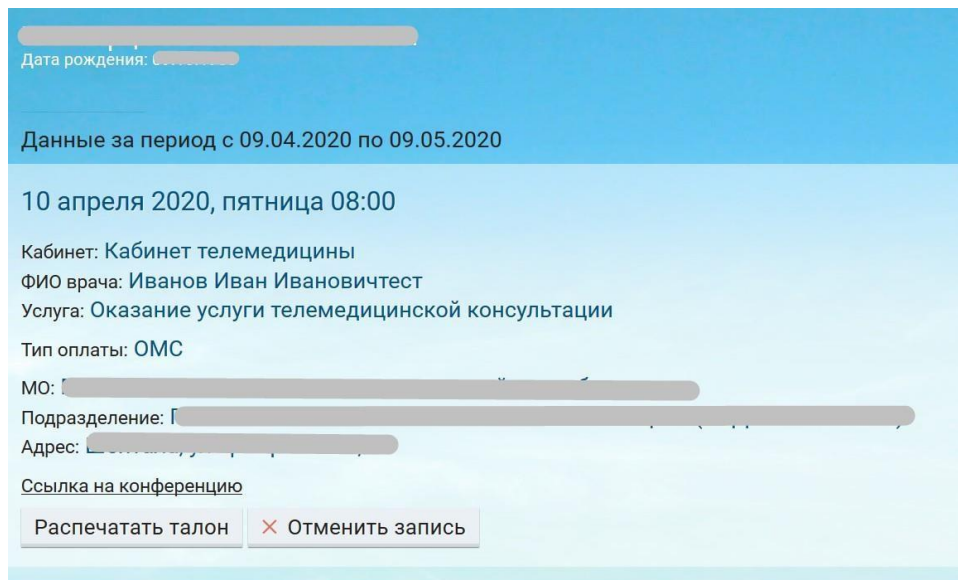 Дата рождения:
Данные за период с 09.04.2020 по 09.05.2020
10 апреля 2020, пятница 08:00
Кабинет: Кабинет телемедицины
ФИО врача: Иванов Иван Ивановичтест
Услуга: Оказание услуги телемедицинской консультации
Тип оплаты: ОМС
МО:
Подразделение:
Адрес:
Ссылка на конференцию
Распечатать талон × Отменить запись